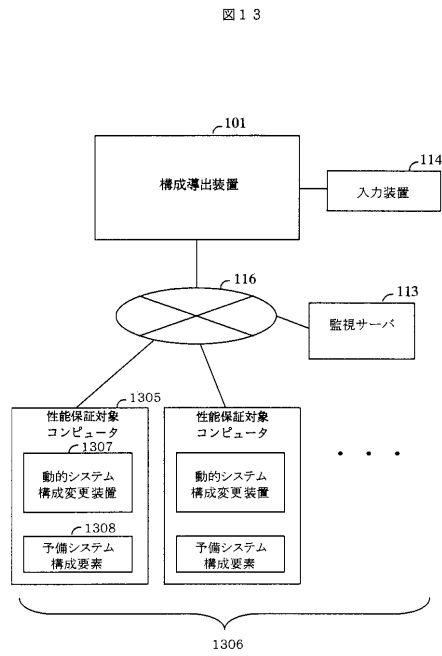 図１３
101
構成導出装置
114
入力装置
116
113
監視サーバ
1305
性能保証対象
コンピュータ
1307
動的システム
構成変更装置
1308
予備システム
構成要素
性能保証対象
コンピュータ
動的システム
構成変更装置
予備システム
構成要素
・・・
1306